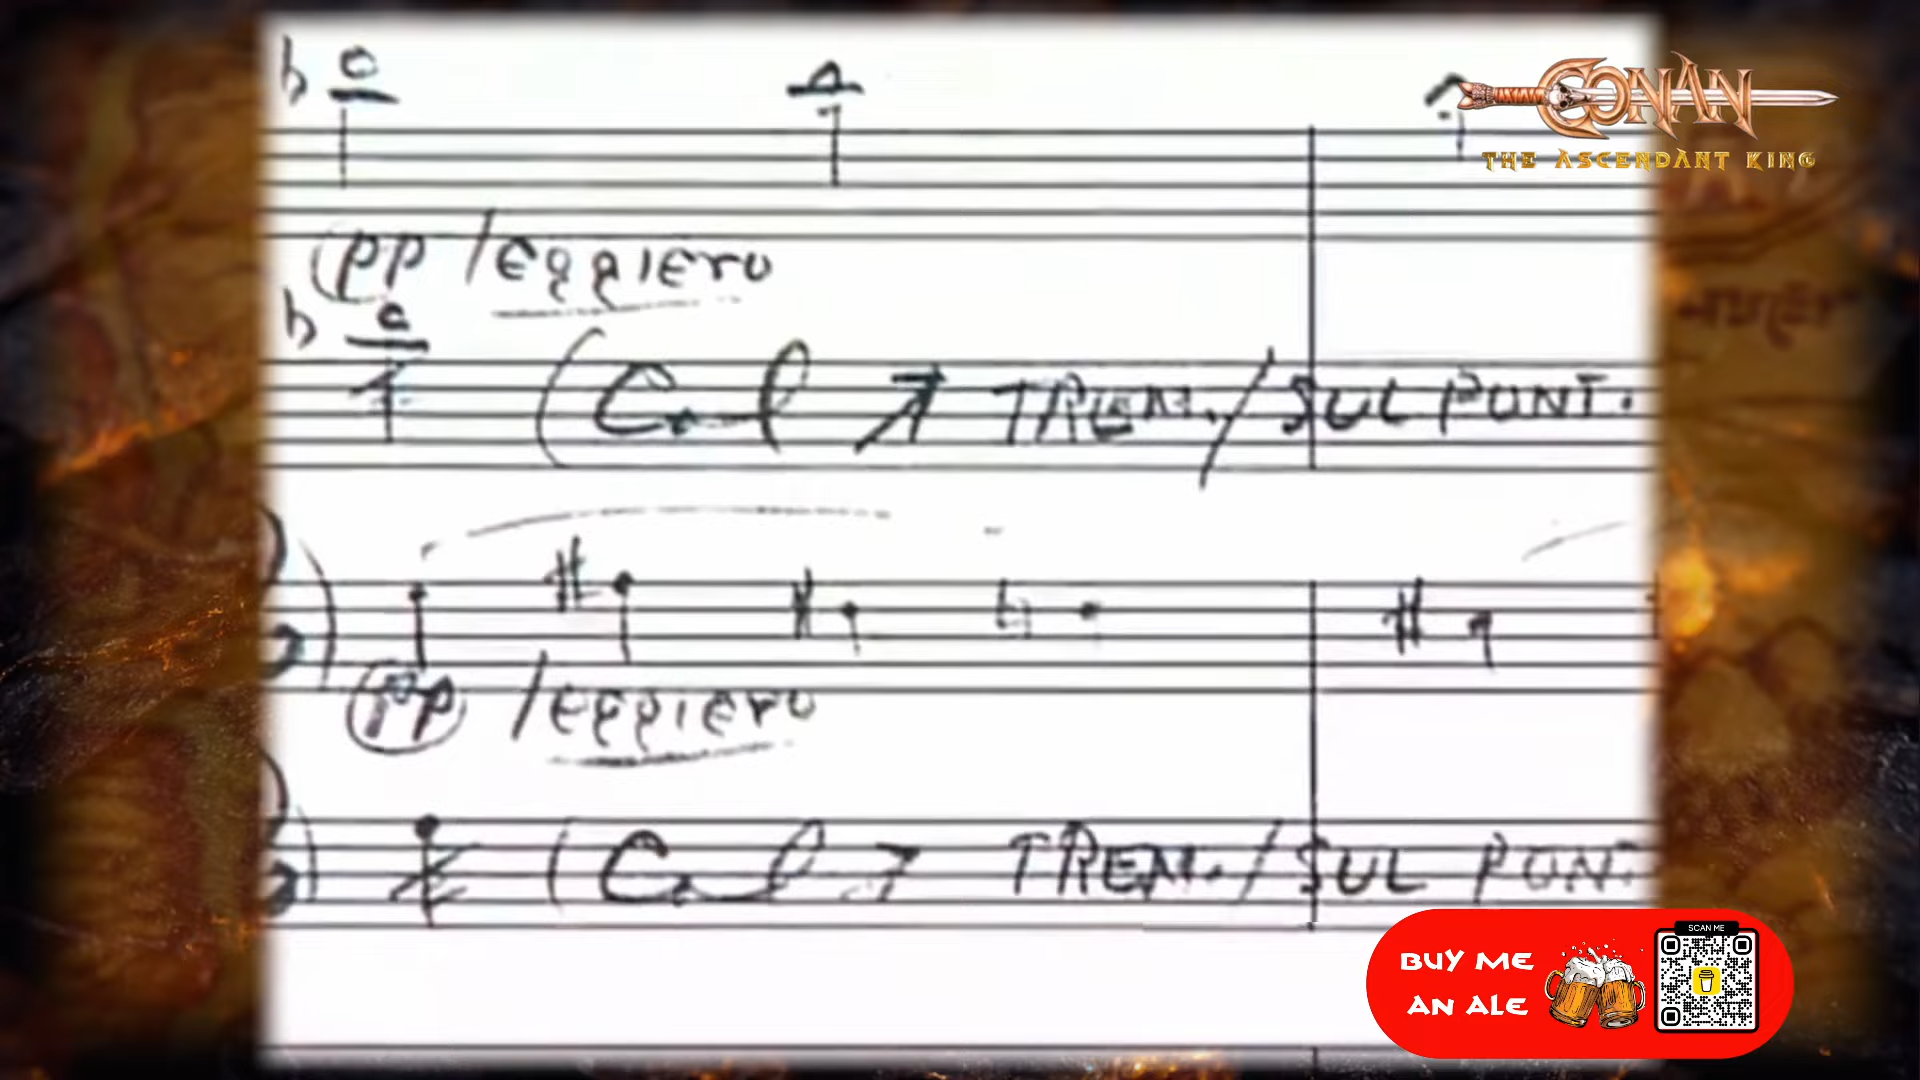 CONAN
THE ASCENDANT KING
pp leggiero
TREM. / SUL PONT.
pp leggiero
TREM. / SUL PONT.
BUY ME
AN ALE
SCAN ME